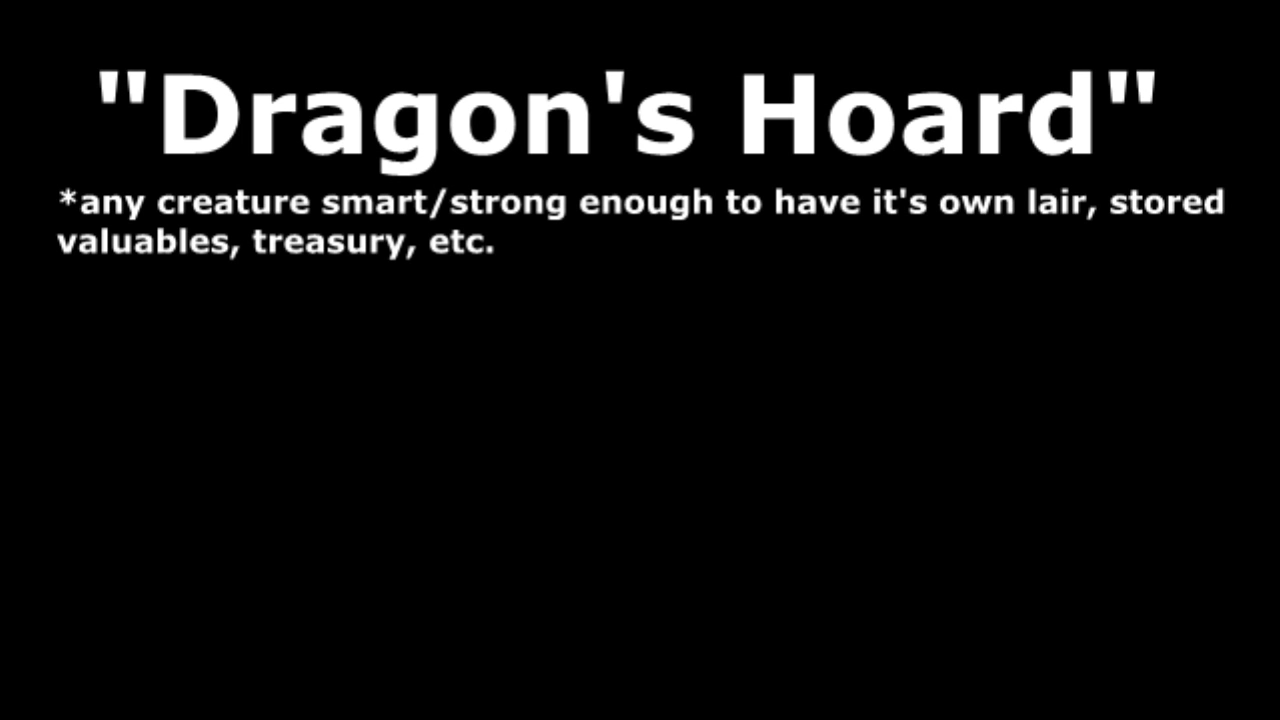 "Dragon's Hoard"
*any creature smart/strong enough to have it's own lair, stored
valuables, treasury, etc.